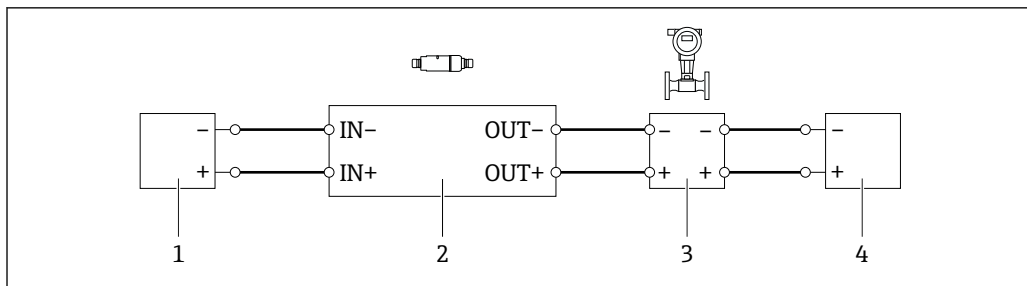 − IN− OUT− − − −
+ IN+ OUT+ + + +
1 2 3 4